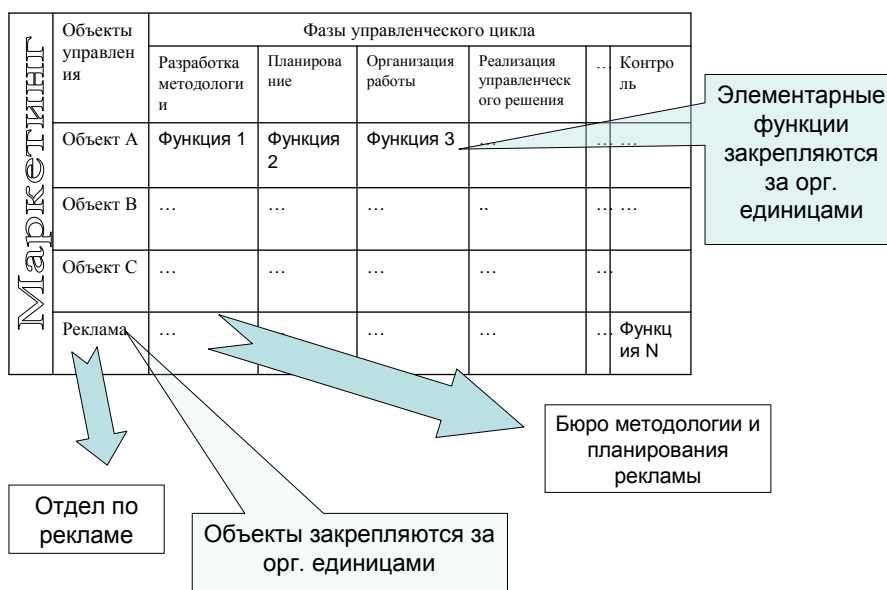 Маркетинг
Объекты
управлен
ия
Фазы управленческого цикла
Разработка
методологи
и
Планирова
ние
Организация
работы
Реализация
управленческ
ого решения
…
Контро
ль
Объект А
Функция 1
Функция
2
Функция 3
…
…
…
Объект В
…
…
…
..
…
…
Объект С
…
…
…
…
…
Реклама
…
…
…
…
…
Функц
ия N
Элементарные
функции
закрепляются
за орг.
единицами
Бюро методологии и
планирования
рекламы
Отдел по
рекламе
Объекты закрепляются за
орг. единицами